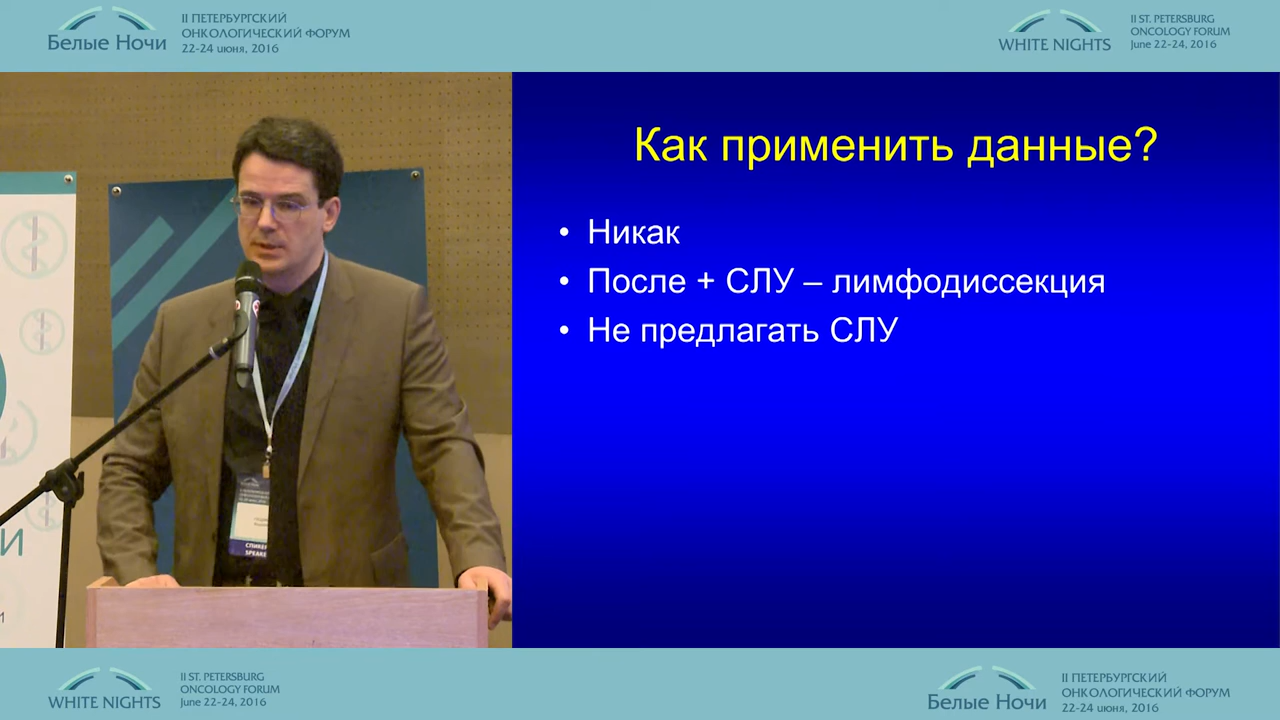 Белые Ночи
II ПЕТЕРБУРГСКИЙ
ОНКОЛОГИЧЕСКИЙ ФОРУМ
22-24 июня, 2016
WHITE NIGHTS
II ST. PETERSBURG
ONCOLOGY FORUM
June 22-24, 2016
Как применить данные?
• Никак
• После + СЛУ – лимфодиссекция
• Не предлагать СЛУ
И
СПИКЕР
SPEAKE
WHITE NIGHTS
II ST. PETERSBURG
ONCOLOGY FORUM
June 22-24, 2016
Белые Ночи
II ПЕТЕРБУРГСКИЙ
ОНКОЛОГИЧЕСКИЙ ФОРУМ
22-24 июня, 2016